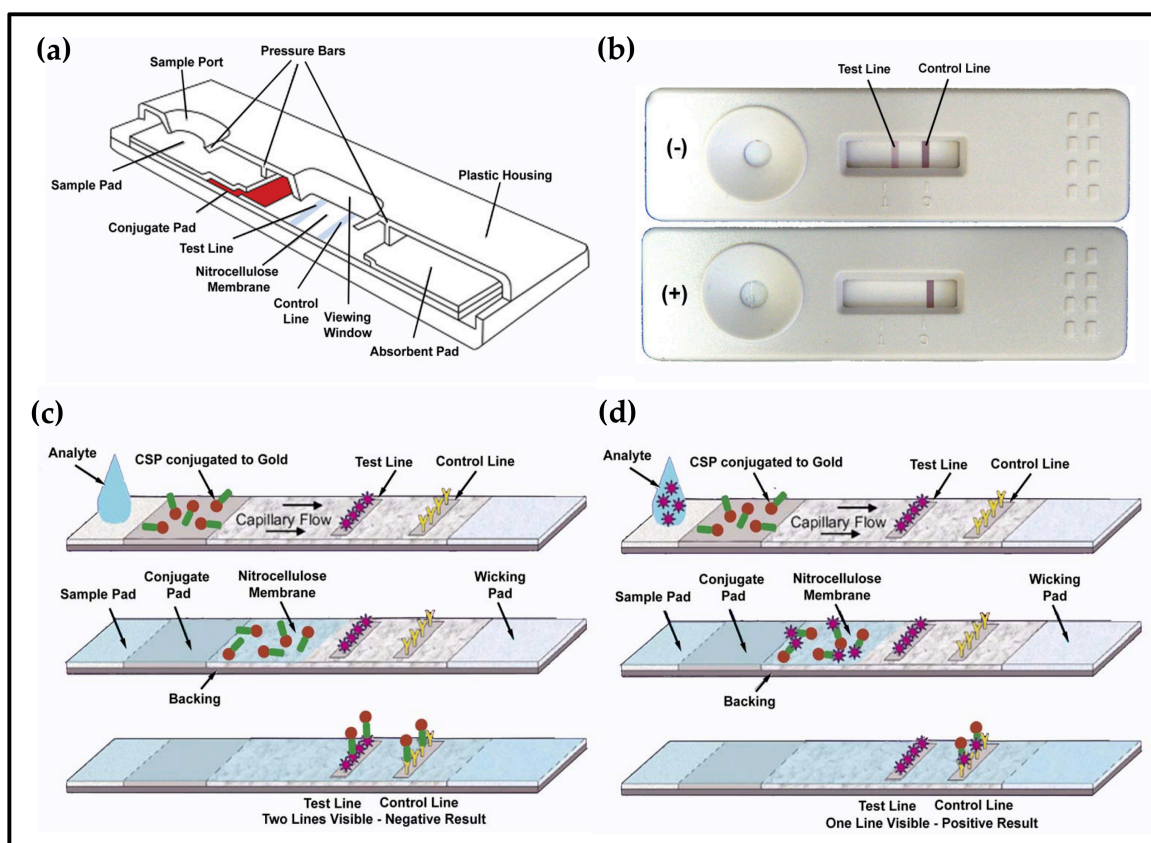 (a)
Sample Port
Pressure Bars
Sample Pad
Plastic Housing
Conjugate Pad
Test Line
Nitrocellulose
Membrane
Control
Line
Viewing
Window
Absorbent Pad
(b)
Test Line
Control Line
(-)
(+)
(c)
Analyte
CSP conjugated to Gold
Test Line
Control Line
Capillary Flow
Sample Pad
Conjugate
Pad
Nitrocellulose
Membrane
Wicking
Pad
Backing
Test Line
Control Line
Two Lines Visible - Negative Result
(d)
Analyte
CSP conjugated to Gold
Test Line
Control Line
Capillary Flow
Sample Pad
Conjugate
Pad
Nitrocellulose
Membrane
Wicking
Pad
Backing
Test Line
Control Line
One Line Visible - Positive Result